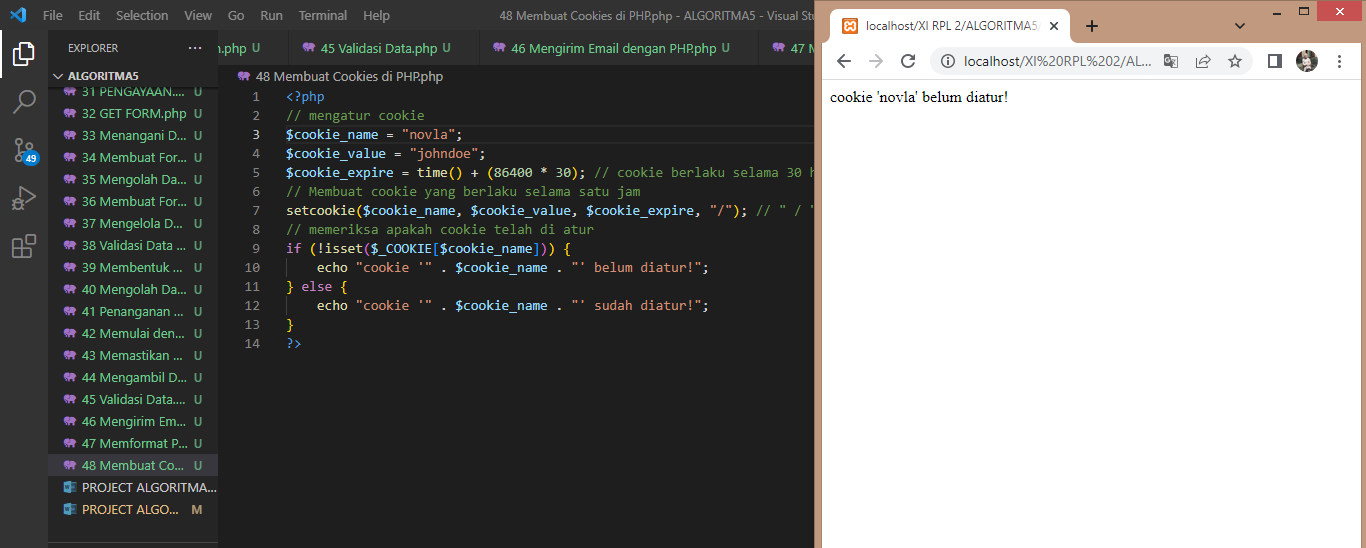 File Edit Selection View Go Run Terminal Help 48 Membuat Cookies di PHP.php - ALGORITMA5 - Visual Stu
EXPLORER ...
ALGORITMA5
31 PENGAYAAN.... U
32 GET FORM.php U
33 Menangani D... U
34 Membuat For... U
35 Mengolah Da... U
36 Membuat For... U
37 Mengelola D... U
38 Validasi Data ... U
39 Membentuk ... U
40 Mengolah Da... U
41 Penanganan ... U
42 Memulai den... U
43 Memastikan ... U
44 Mengambil D... U
45 Validasi Data.... U
46 Mengirim Em... U
47 Memformat P... U
48 Membuat Co... U
PROJECT ALGORITMA...
PROJECT ALGO... M
49
m.php U 45 Validasi Data.php U 46 Mengirim Email dengan PHP.php U 47 M
48 Membuat Cookies di PHP.php
1 <?php
2 // mengatur cookie
3 $cookie_name = "novla";
4 $cookie_value = "johndoe";
5 $cookie_expire = time() + (86400 * 30); // cookie berlaku selama 30 h
6 // Membuat cookie yang berlaku selama satu jam
7 setcookie($cookie_name, $cookie_value, $cookie_expire, "/"); // " / "
8 // memeriksa apakah cookie telah di atur
9 if (!isset($_COOKIE[$cookie_name])) {
10 echo "cookie '" . $cookie_name . "' belum diatur!";
11 } else {
12 echo "cookie '" . $cookie_name . "' sudah diatur!";
13 }
14 ?>
localhost/XI RPL 2/ALGORITMA5/
localhost/XI%20RPL%202/AL...
cookie 'novla' belum diatur!